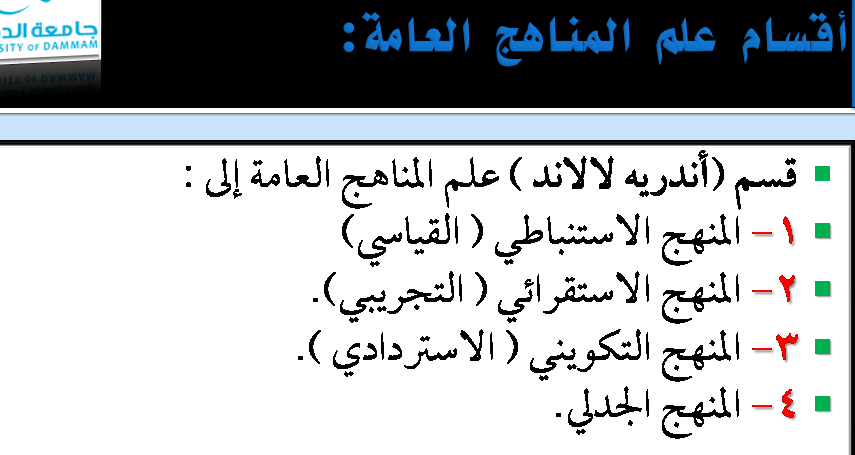 أقسام علم المناهج العامة:
جامعة
SITY OF DAMMAM
قسم (أندريه لالاند ) علم المناهج العامة إلى :
١– المنهج الاستنباطي ( القياسي)
٢– المنهج الاستقرائي ( التجريبي).
٣– المنهج التكويني ( الاستردادي ).
٤– المنهج الجدلي.